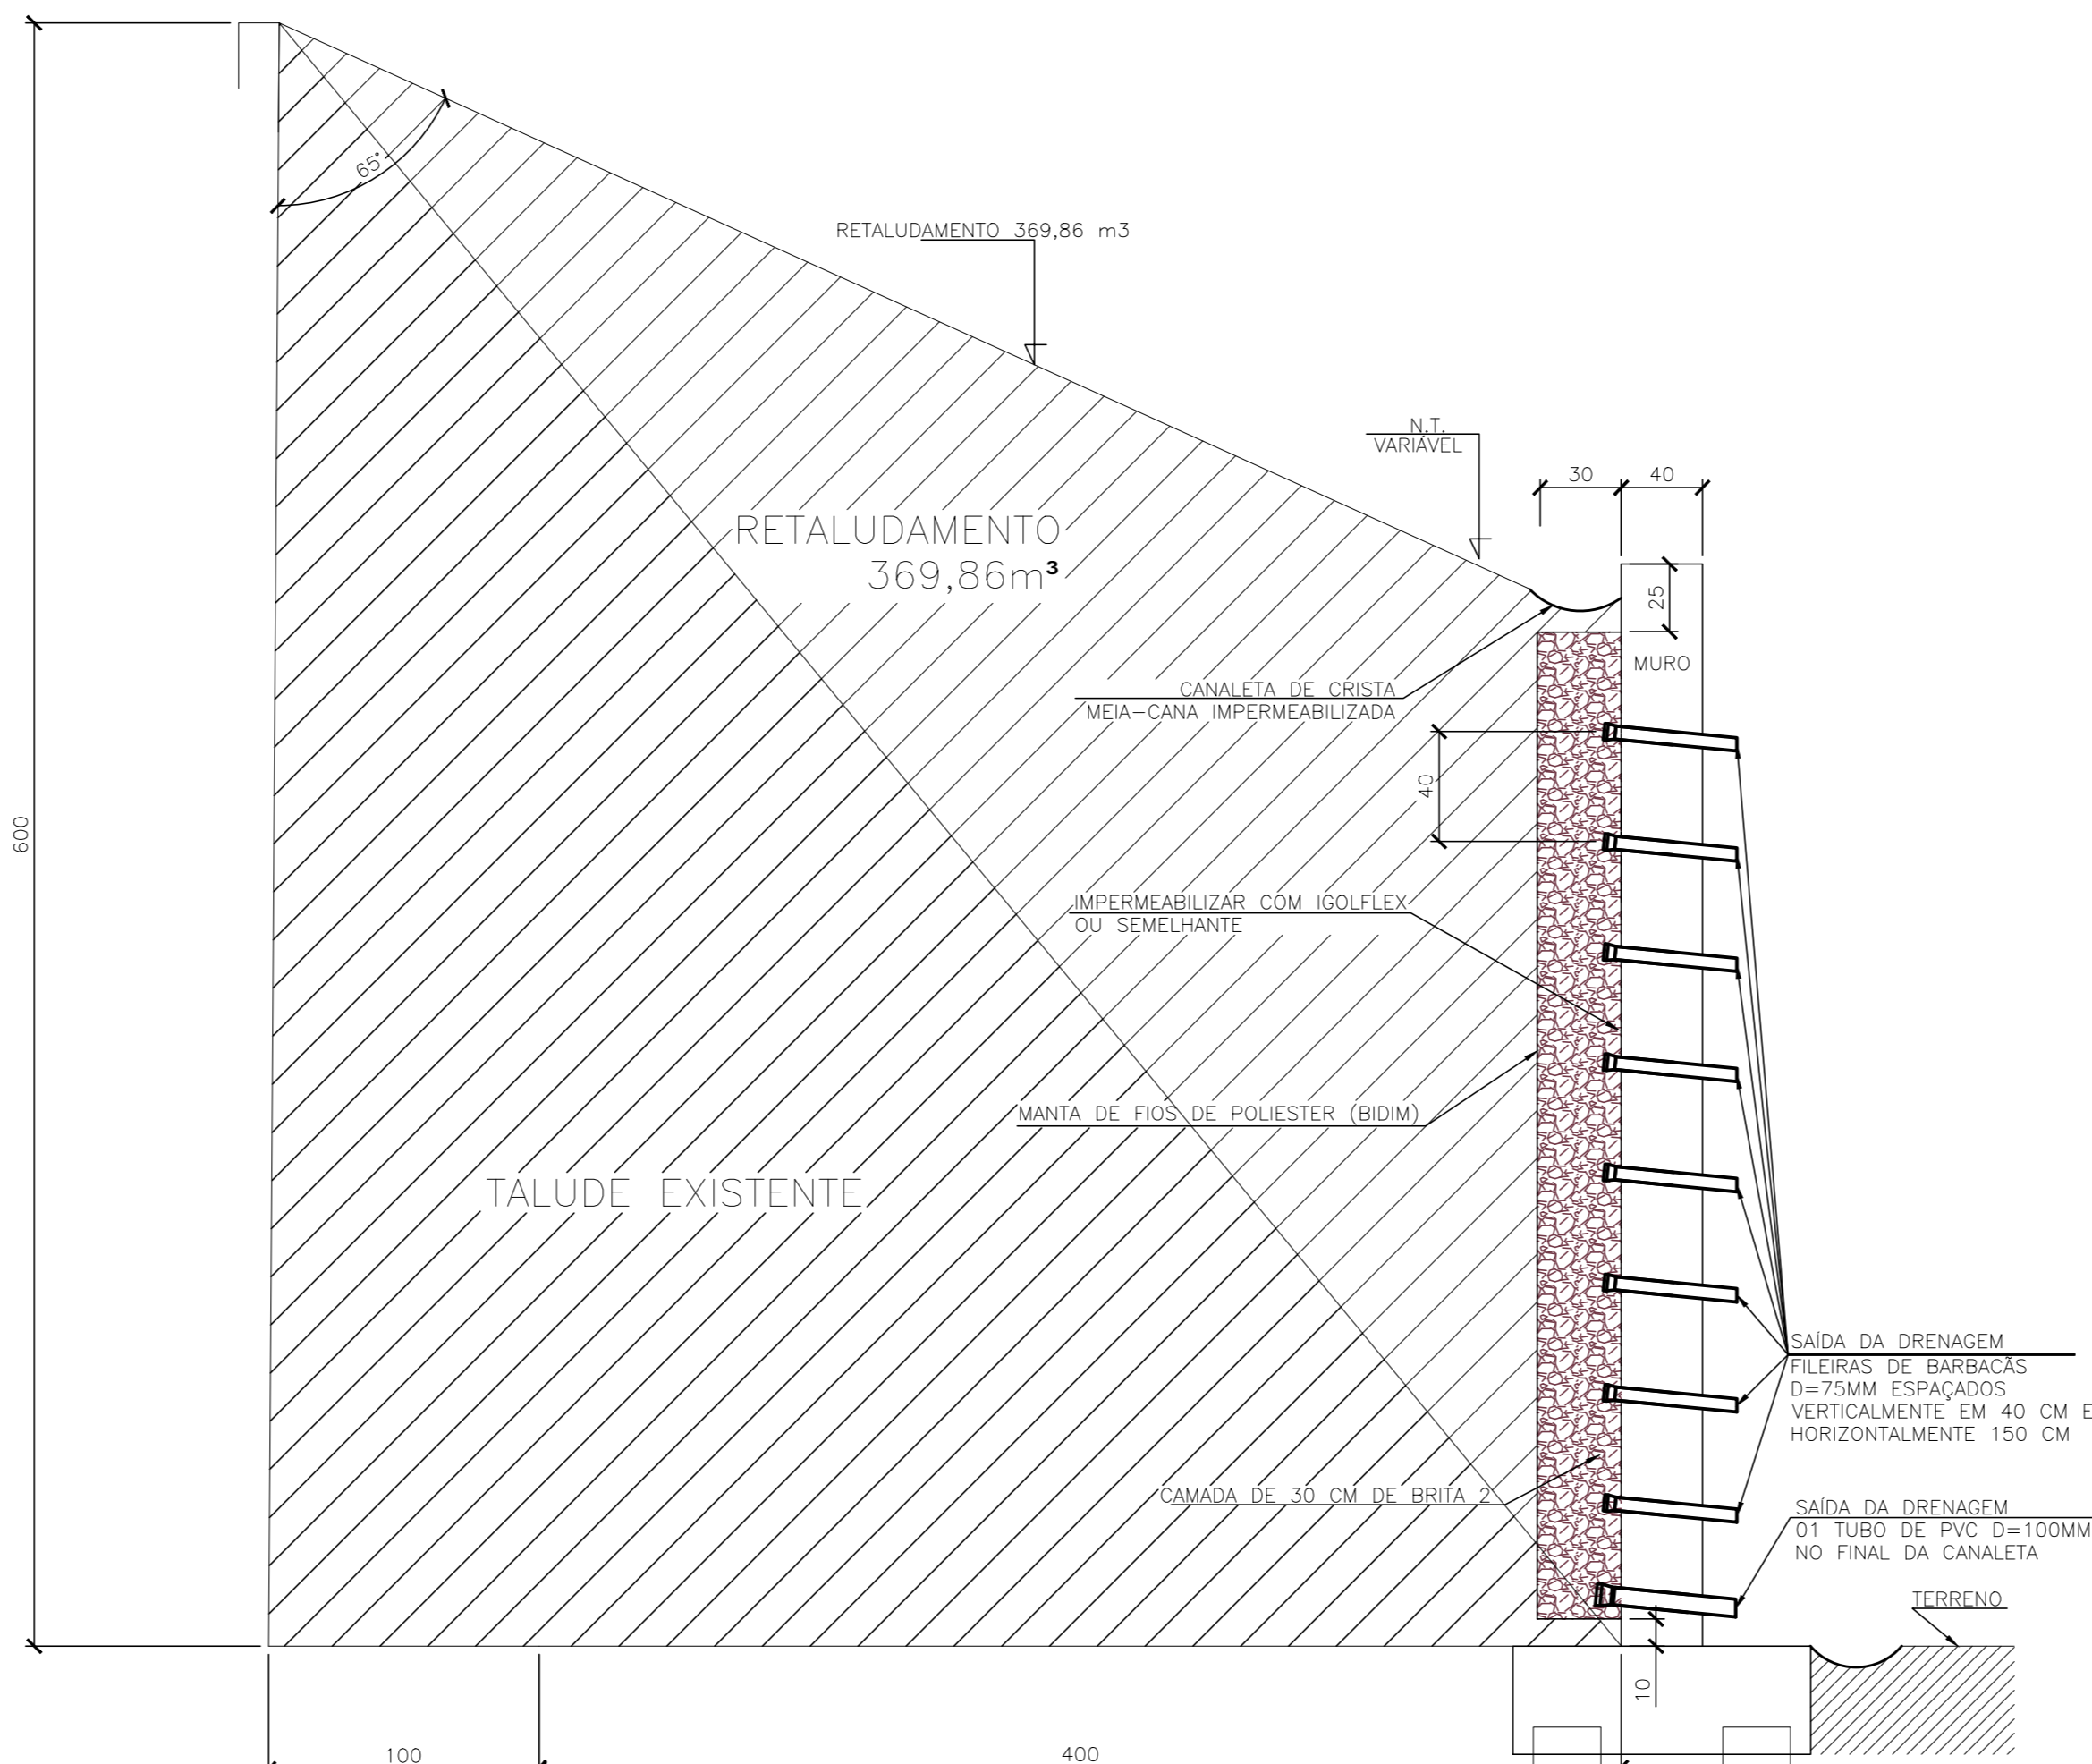 65°
RETALUDAMENTO 369,86 m3
N.T.
VARIÁVEL
30
40
RETALUDAMENTO
369,86m³
25
MURO
CANALETA DE CRISTA
MEIA-CANA IMPERMEABILIZADA
40
600
IMPERMEABILIZAR COM IGOLFLEX
OU SEMELHANTE
MANTA DE FIOS DE POLIESTER (BIDIM)
TALUDE EXISTENTE
SAÍDA DA DRENAGEM
FILEIRAS DE BARBACÃS
D=75MM ESPAÇADOS
VERTICALMENTE EM 40 CM E
HORIZONTALMENTE 150 CM
CAMADA DE 30 CM DE BRITA 2
SAÍDA DA DRENAGEM
01 TUBO DE PVC D=100MM
NO FINAL DA CANALETA
TERRENO
10
100
400